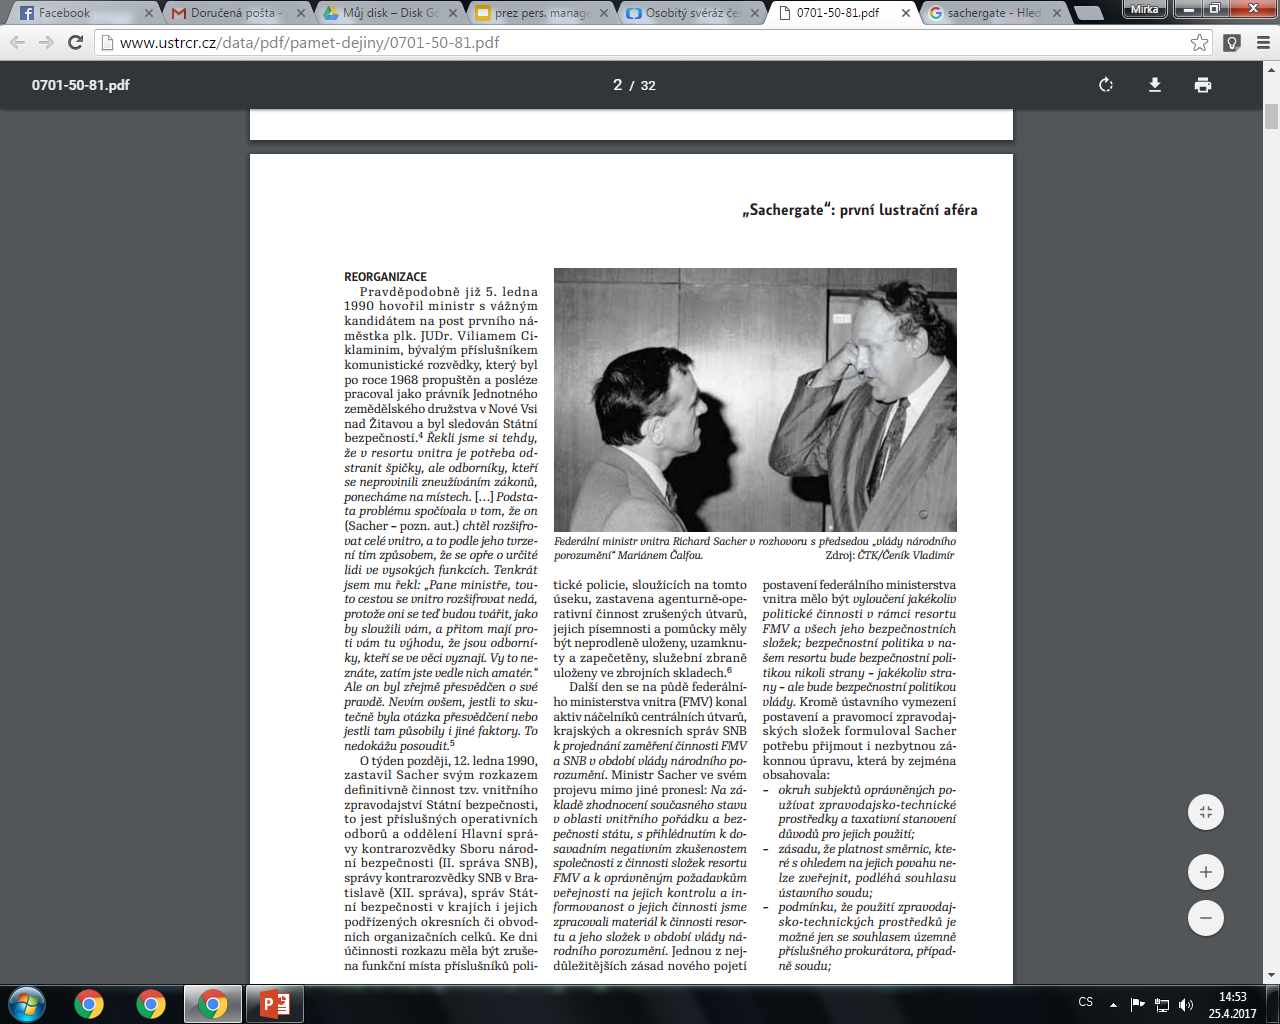 Facebook
Doručená pošta -
Můj disk – Disk Go
prez pers. manage
Osobitý svéráz če
0701-50-81.pdf
sachergate - Hled
Mirka
www.ustrcr.cz/data/pdf/pamet-dejiny/0701-50-81.pdf
0701-50-81.pdf
2 / 32
„Sachergate“: první lustrační aféra
REORGANIZACE
Pravděpodobně již 5. ledna
1990 hovořil ministr s vážným
kandidátem na post prvního ná-
městka plk. JUDr. Viliamem Ci-
klaminim, bývalým příslušníkem
komunistické rozvědky, který byl
po roce 1968 propuštěn a posléze
pracoval jako právník Jednotného
zemědělského družstva v Nové Vsi
nad Žitavou a byl sledován Státní
bezpečností.⁴ Řekli jsme si tehdy,
že v resortu vnitra je potřeba od-
stranit špičky, ale odborníky, kteří
se neprovinili zneužíváním zákonů,
ponecháme na místech. […] Podsta-
ta problému spočívala v tom, že on
(Sacher – pozn. aut.) chtěl rozšifro-
vat celé vnitro, a to podle jeho tvrze-
ní tím způsobem, že se opře o určité
lidi ve vysokých funkcích. Tenkrát
jsem mu řekl: „Pane ministře, tou-
to cestou se vnitro rozšifrovat nedá,
protože oni se teď budou tvářit, jako
by sloužili vám, a přitom mají pro-
ti vám tu výhodu, že jsou odborní-
ky, kteří se ve věci vyznají. Vy to ne-
znáte, zatím jste vedle nich amatér.“
Ale on byl zřejmě přesvědčen o své
pravdě. Nevím ovšem, jestli to sku-
tečně byla otázka přesvědčení nebo
jestli tam působily i jiné faktory. To
nedokážu posoudit.⁵
O týden později, 12. ledna 1990,
zastavil Sacher svým rozkazem
definitivně činnost tzv. vnitřního
zpravodajství Státní bezpečnosti,
to jest příslušných operativních
odborů a oddělení Hlavní sprá-
vy kontrarozvědky Sboru národ-
ní bezpečnosti (II. správa SNB),
správy kontrarozvědky SNB v Bra-
tislavě (XII. správa), správ Stát-
ní bezpečnosti v krajích i jejich
podřízených okresních či obvod-
ních organizačních celků. Ke dni
účinnosti rozkazu měla být zruše-
na funkční místa příslušníků poli-
Federální ministr vnitra Richard Sacher v rozhovoru s předsedou „vlády národního
porozumění“ Mariánem Čalfou. Zdroj: ČTK/Čeník Vladimír
tické policie, sloužících na tomto
úseku, zastavena agenturně-ope-
rativní činnost zrušených útvarů,
jejich písemnosti a pomůcky měly
být neprodleně uloženy, uzamknu-
ty a zapečetěny, služební zbraně
uloženy ve zbrojních skladech.⁶
Další den se na půdě federální-
ho ministerstva vnitra (FMV) konal
aktiv náčelníků centrálních útvarů,
krajských a okresních správ SNB
k projednání zaměření činnosti FMV
a SNB v období vlády národního po-
rozumění. Ministr Sacher ve svém
projevu mimo jiné pronesl: Na zá-
kladě zhodnocení současného stavu
v oblasti vnitřního pořádku a bez-
pečnosti státu, s přihlédnutím k do-
savadním negativním zkušenostem
společnosti z činnosti složek resortu
FMV a k oprávněným požadavkům
veřejnosti na jejich kontrolu a in-
formovanost o jejich činnosti jsme
zpracovali materiál k činnosti resor-
tu a jeho složek v období vlády ná-
rodního porozumění. Jednou z nej-
důležitějších zásad nového pojetí
postavení federálního ministerstva
vnitra mělo být vyloučení jakékoliv
politické činnosti v rámci resortu
FMV a všech jeho bezpečnostních
složek; bezpečnostní politika v na-
šem resortu bude bezpečnostní poli-
tikou nikoli strany – jakékoliv stra-
ny – ale bude bezpečnostní politikou
vlády. Kromě ústavního vymezení
postavení a pravomocí zpravodaj-
ských složek formuloval Sacher
potřebu přijmout i nezbytnou zá-
konnou úpravu, která by zejména
obsahovala:
– okruh subjektů oprávněných po-
užívat zpravodajsko-technické
prostředky a taxativní stanovení
důvodů pro jejich použití;
– zásadu, že platnost směrnic, kte-
ré s ohledem na jejich povahu ne-
lze zveřejnit, podléhá souhlasu
ústavního soudu;
– podmínku, že použití zpravodaj-
sko-technických prostředků je
možné jen se souhlasem územně
příslušného prokurátora, případ-
ně soudu;
CS
14:53
25.4.2017